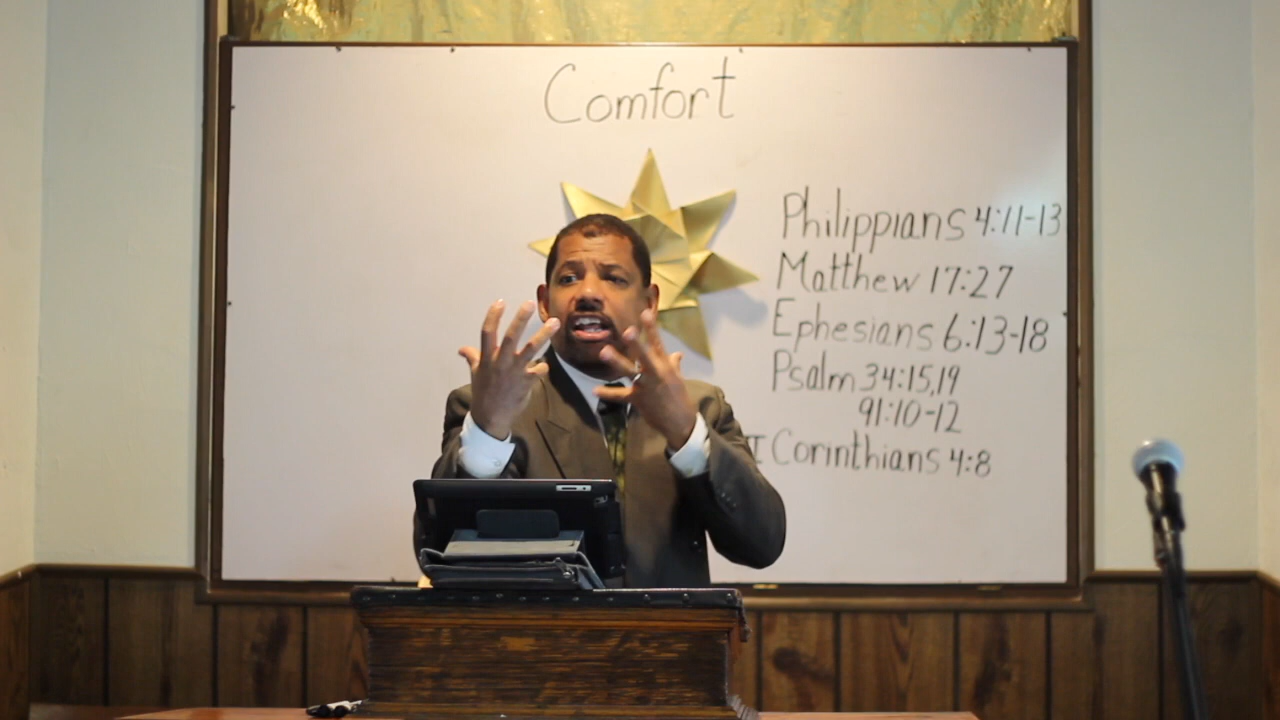 Comfort
Philippians 4:11-13
Matthew 17:27
Ephesians 6:13-18
Psalm 34:15,19
91:10-12
I Corinthians 4:8